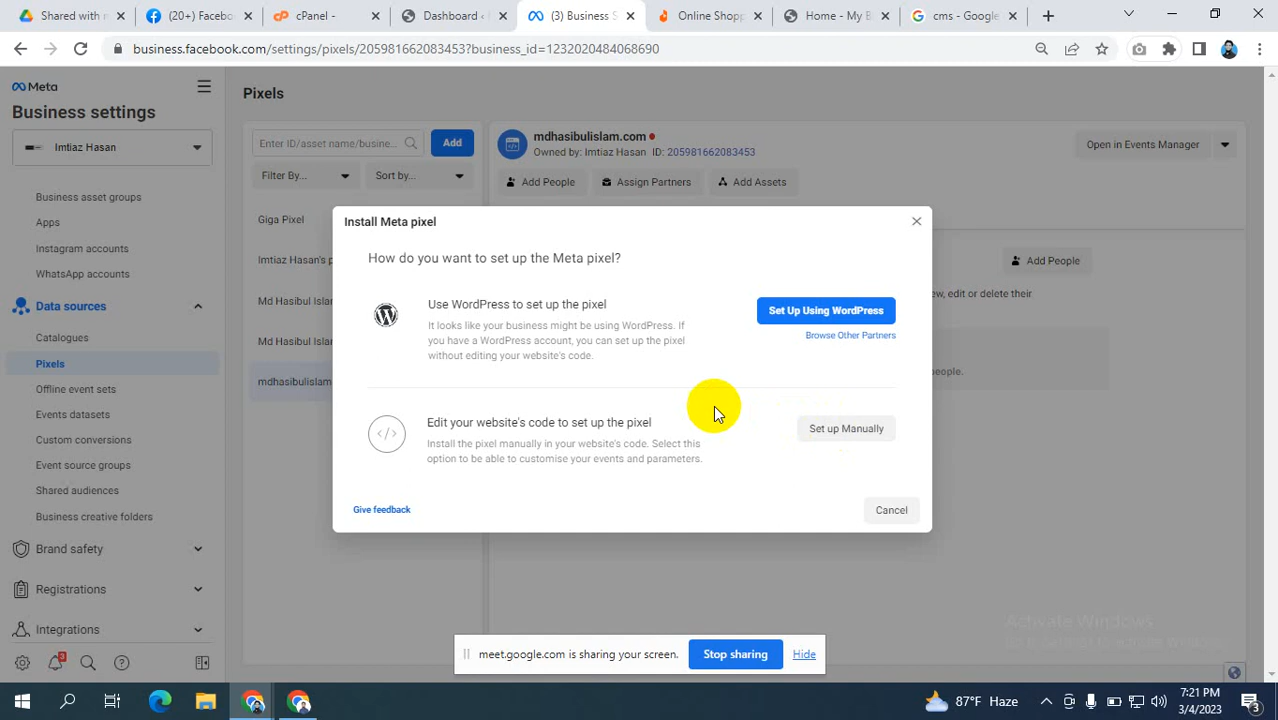 Shared with m
(20+) Facebo
cPanel -
Dashboard ‹
(3) Business S
Online Shopp
Home - My B
cms - Google
business.facebook.com/settings/pixels/205981662083453?business_id=1232020484068690
Meta
Business settings
Imtiaz Hasan
Business asset groups
Apps
Instagram accounts
WhatsApp accounts
Data sources
Catalogues
Pixels
Offline event sets
Events datasets
Custom conversions
Event source groups
Shared audiences
Business creative folders
Brand safety
Registrations
Integrations
3
Pixels
Enter ID/asset name/busine...
Add
Filter By...
Sort by...
Giga Pixel
Imtiaz Hasan's p
Md Hasibul Islam
Md Hasibul Islam
mdhasibulislam
mdhasibulislam.com
Owned by: Imtiaz Hasan ID: 205981662083453
Open in Events Manager
Add People
Assign Partners
Add Assets
Add People
ew, edit or delete their
eople.
Install Meta pixel
How do you want to set up the Meta pixel?
Use WordPress to set up the pixel
It looks like your business might be using WordPress. If
you have a WordPress account, you can set up the pixel
without editing your website's code.
Set Up Using WordPress
Browse Other Partners
Edit your website's code to set up the pixel
Install the pixel manually in your website's code. Select this
option to be able to customise your events and parameters.
Set up Manually
Give feedback
Cancel
Activate Windows
meet.google.com is sharing your screen.
Stop sharing
Hide
87°F Haze
7:21 PM
3/4/2023
3